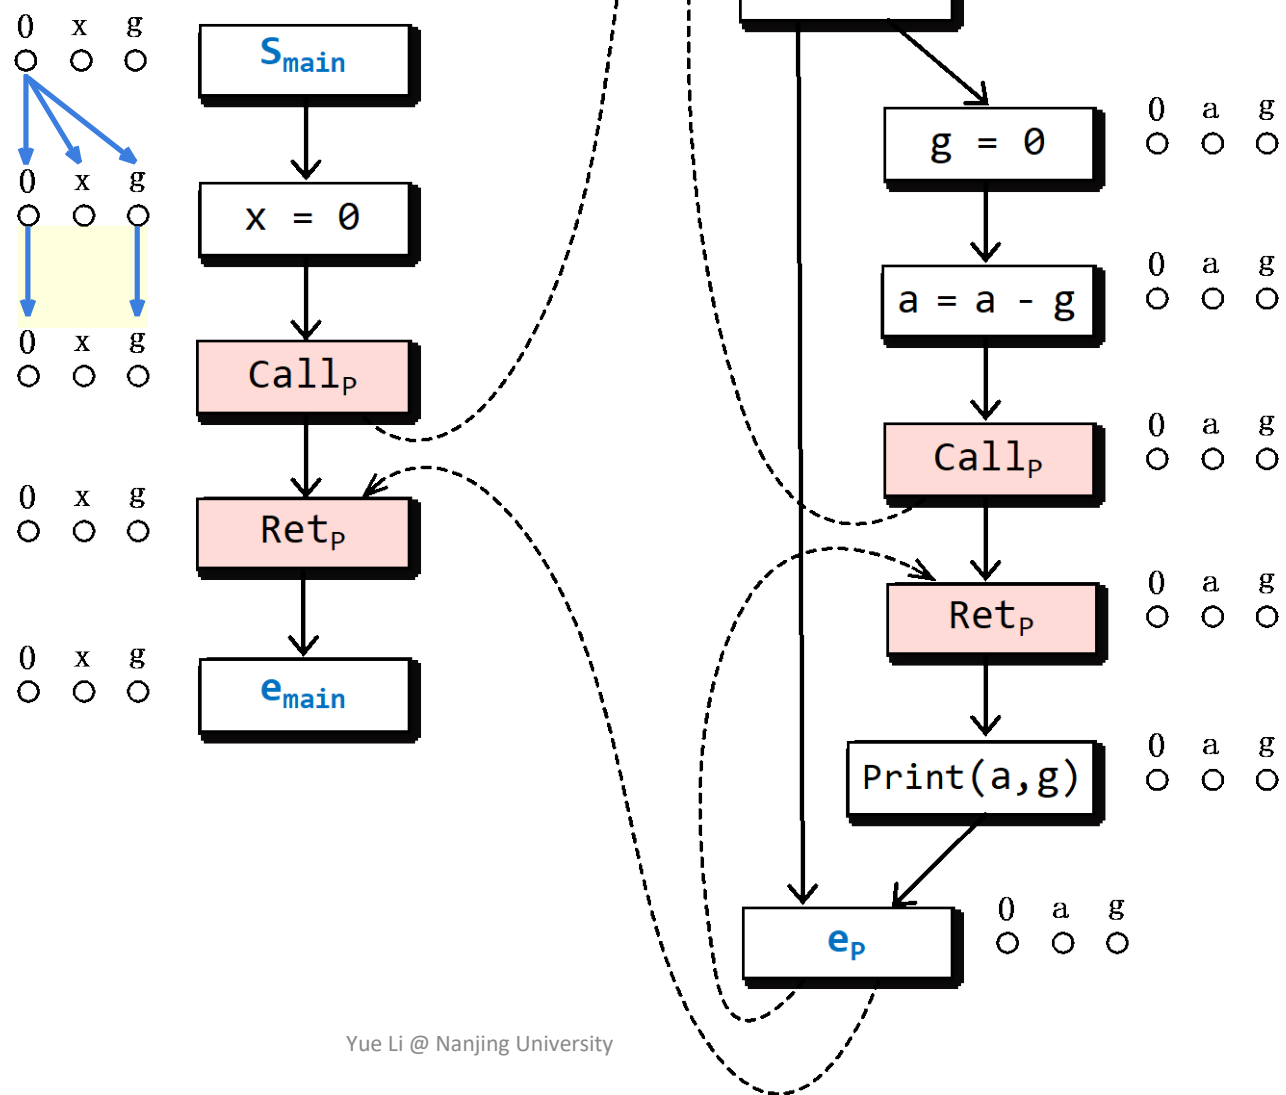 0 x g
S_main
0 x g
x = 0
0 x g
Call_P
0 x g
Ret_P
0 x g
e_main
g = 0
0 a g
a = a - g
0 a g
Call_P
0 a g
Ret_P
0 a g
Print(a,g)
0 a g
e_P
0 a g
Yue Li @ Nanjing University